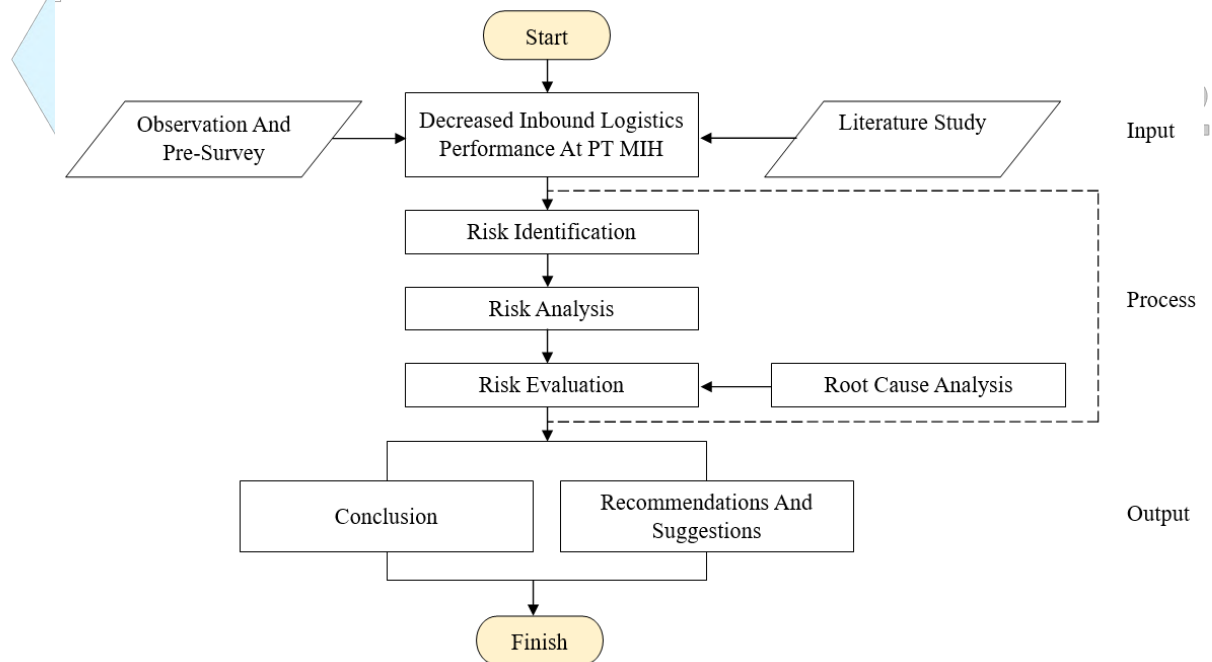 Start
Observation And
Pre-Survey
Decreased Inbound Logistics
Performance At PT MIH
Literature Study
Input
Risk Identification
Risk Analysis
Process
Risk Evaluation
Root Cause Analysis
Conclusion
Recommendations And
Suggestions
Output
Finish